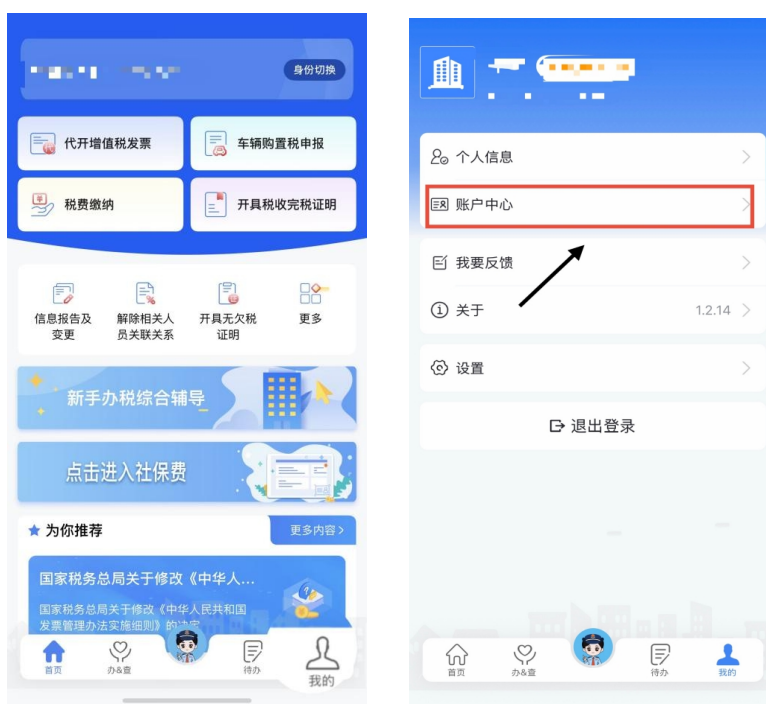 身份切换
代开增值税发票
车辆购置税申报
税费缴纳
开具税收完税证明
信息报告及
变更
解除相关人
员关联关系
开具无欠税
证明
更多
新手办税综合辅导
点击进入社保费
为你推荐
更多内容>
国家税务总局关于修改《中华人...
国家税务总局关于修改《中华人民共和国
发票管理办法实施细则》的决定
首页
办&查
待办
我的
个人信息
账户中心
我要反馈
关于
1.2.14
设置
退出登录
首页
办&查
待办
我的